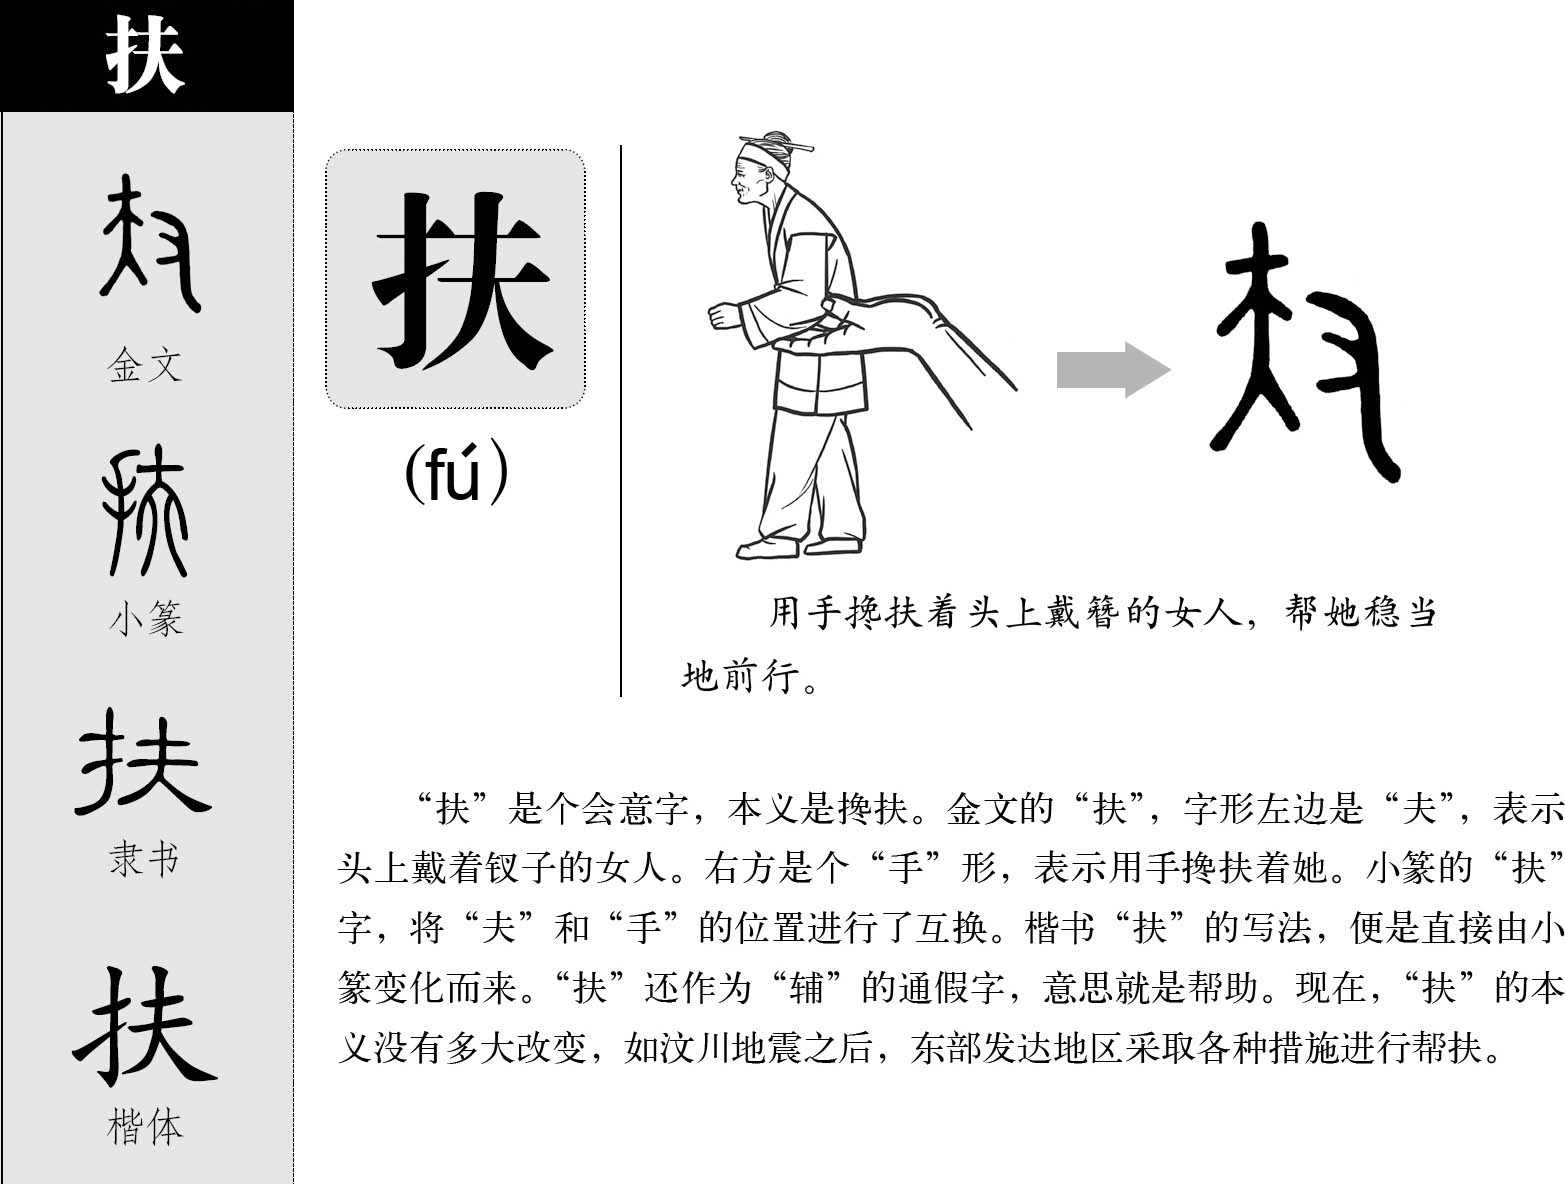 扶
金文
小篆
隶书
楷体
扶
(fú)
用手搀扶着头上戴簪的女人，帮她稳当
地前行。
“扶”是个会意字，本义是搀扶。金文的“扶”，字形左边是“夫”，表示
头上戴着钗子的女人。右方是个“手”形，表示用手搀扶着她。小篆的“扶”
字，将“夫”和“手”的位置进行了互换。楷书“扶”的写法，便是直接由小
篆变化而来。“扶”还作为“辅”的通假字，意思就是帮助。现在，“扶”的本
义没有多大改变，如汶川地震之后，东部发达地区采取各种措施进行帮扶。